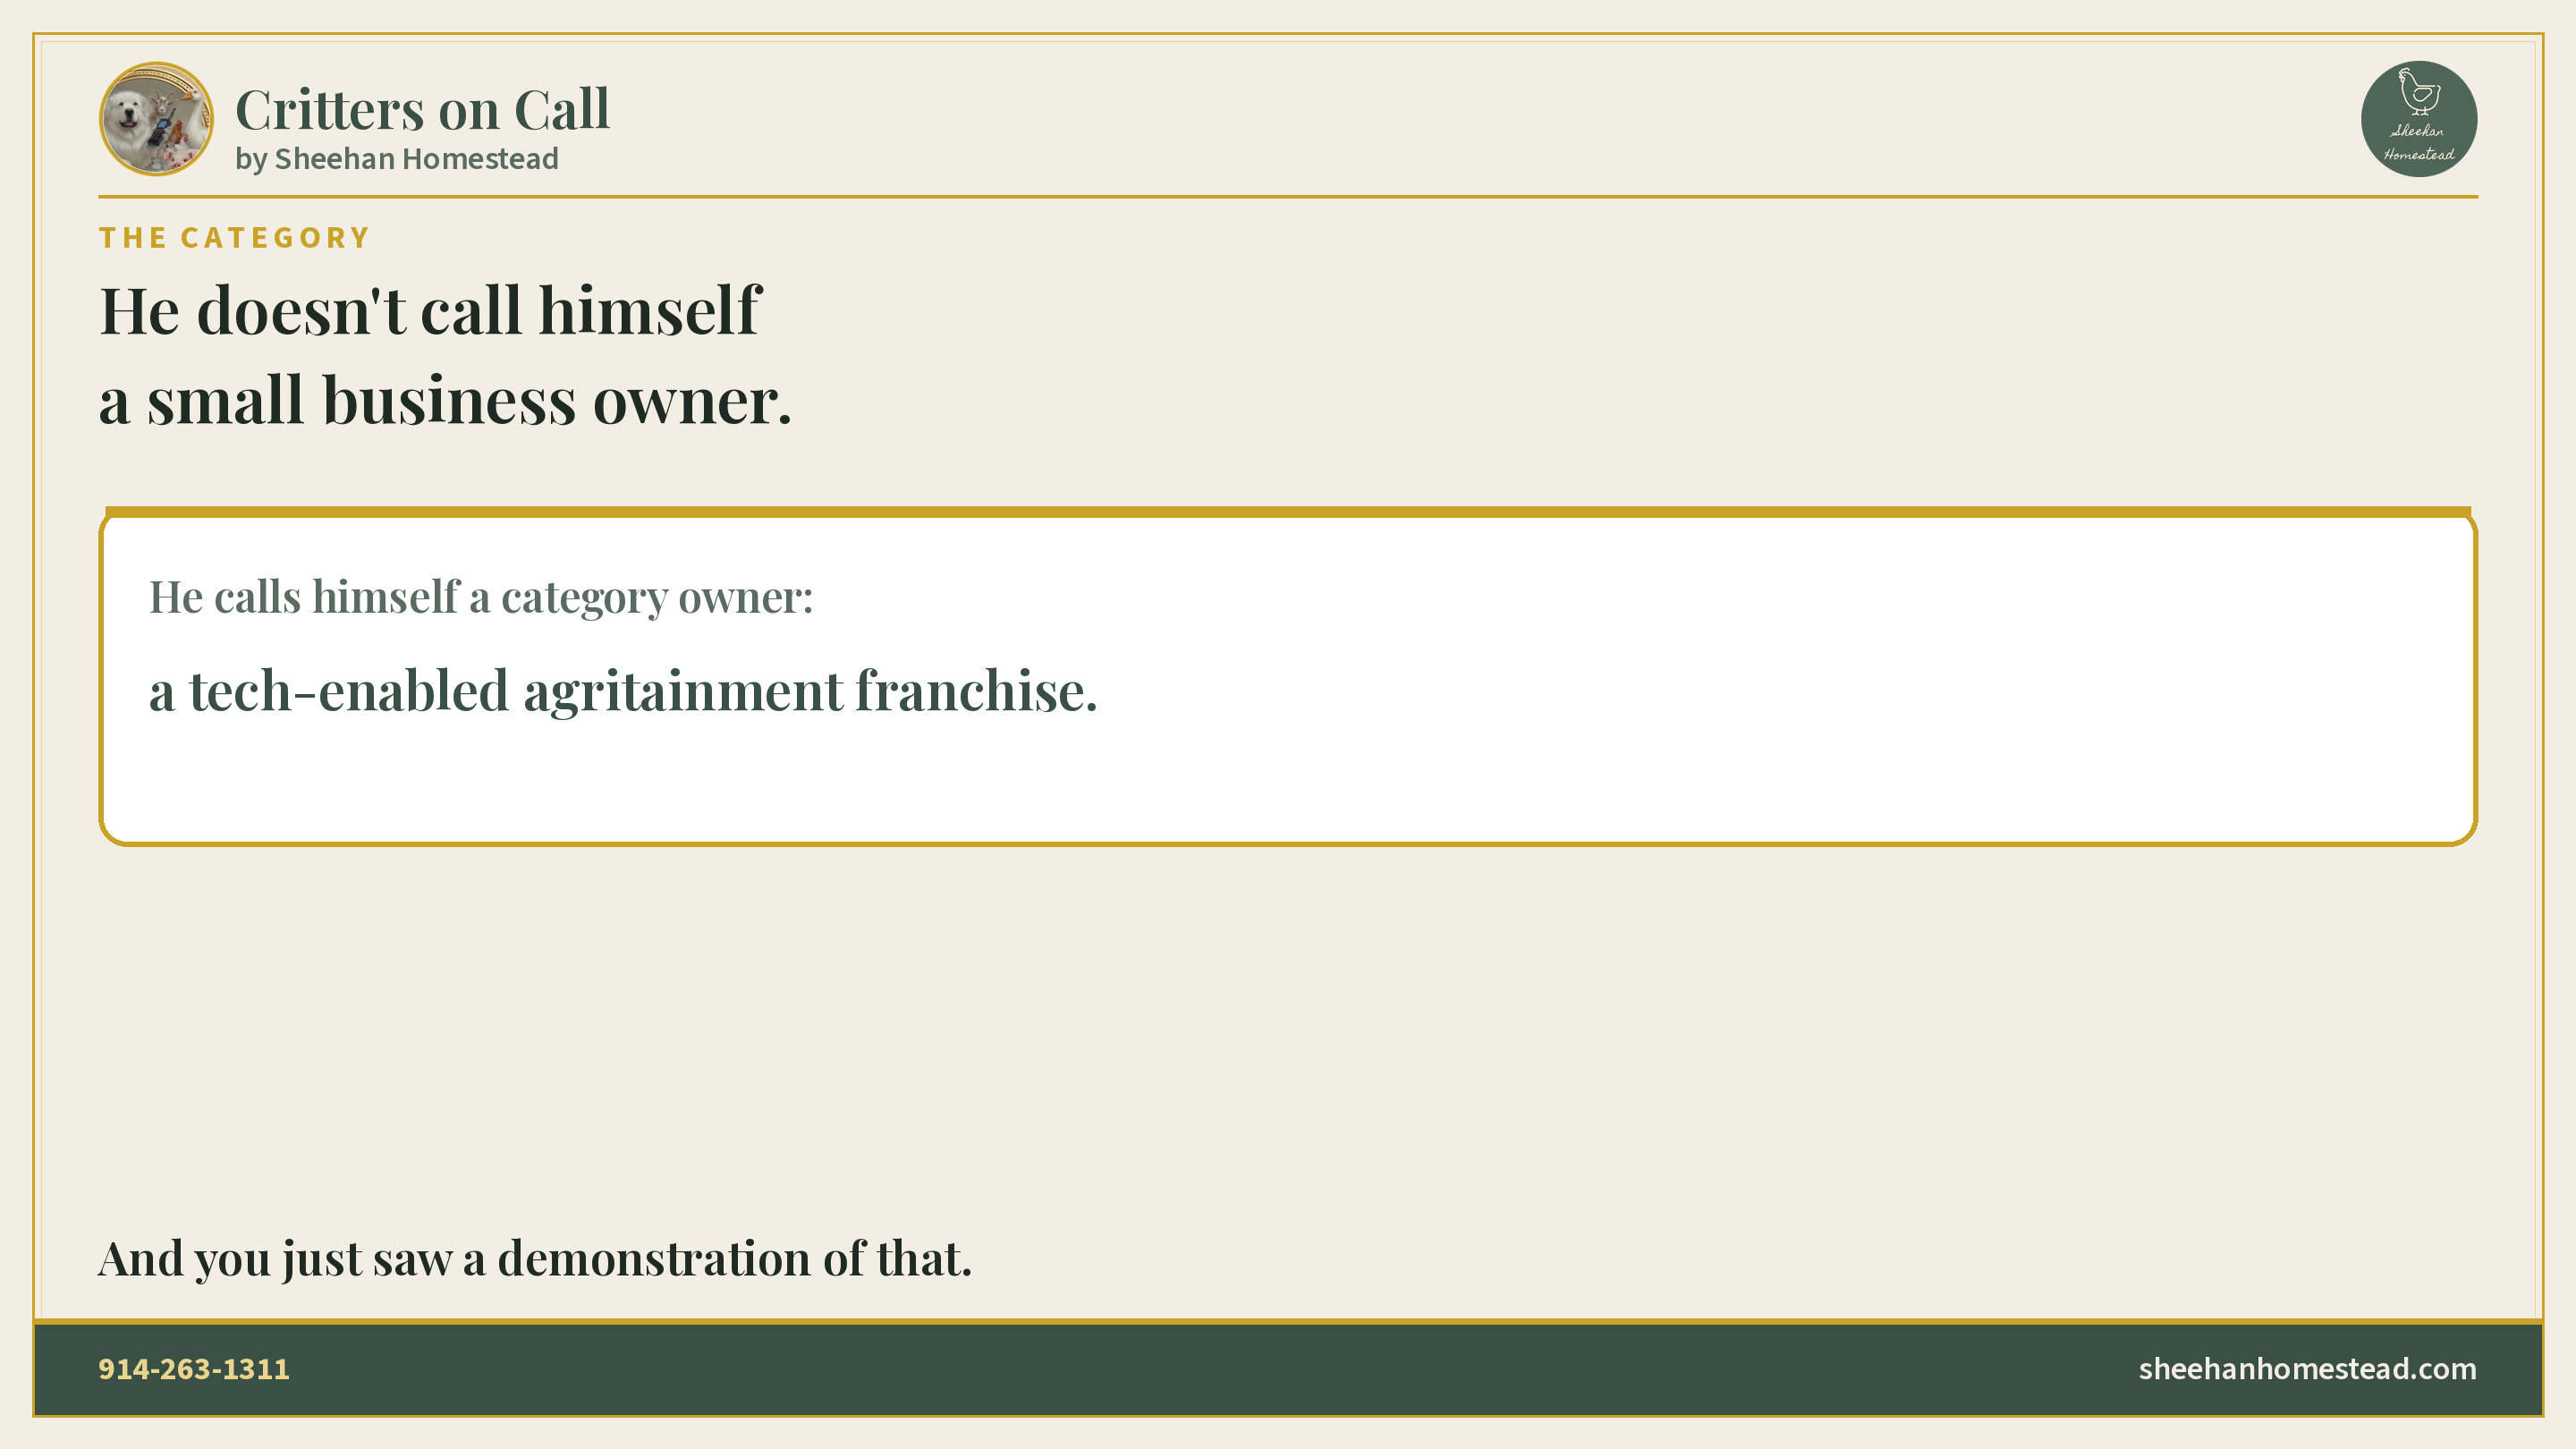 Critters on Call
by Sheehan Homestead
Sheehan
Homestead
THE CATEGORY
He doesn't call himself
a small business owner.
He calls himself a category owner:
a tech-enabled agritainment franchise.
And you just saw a demonstration of that.
914-263-1311
sheehanhomestead.com